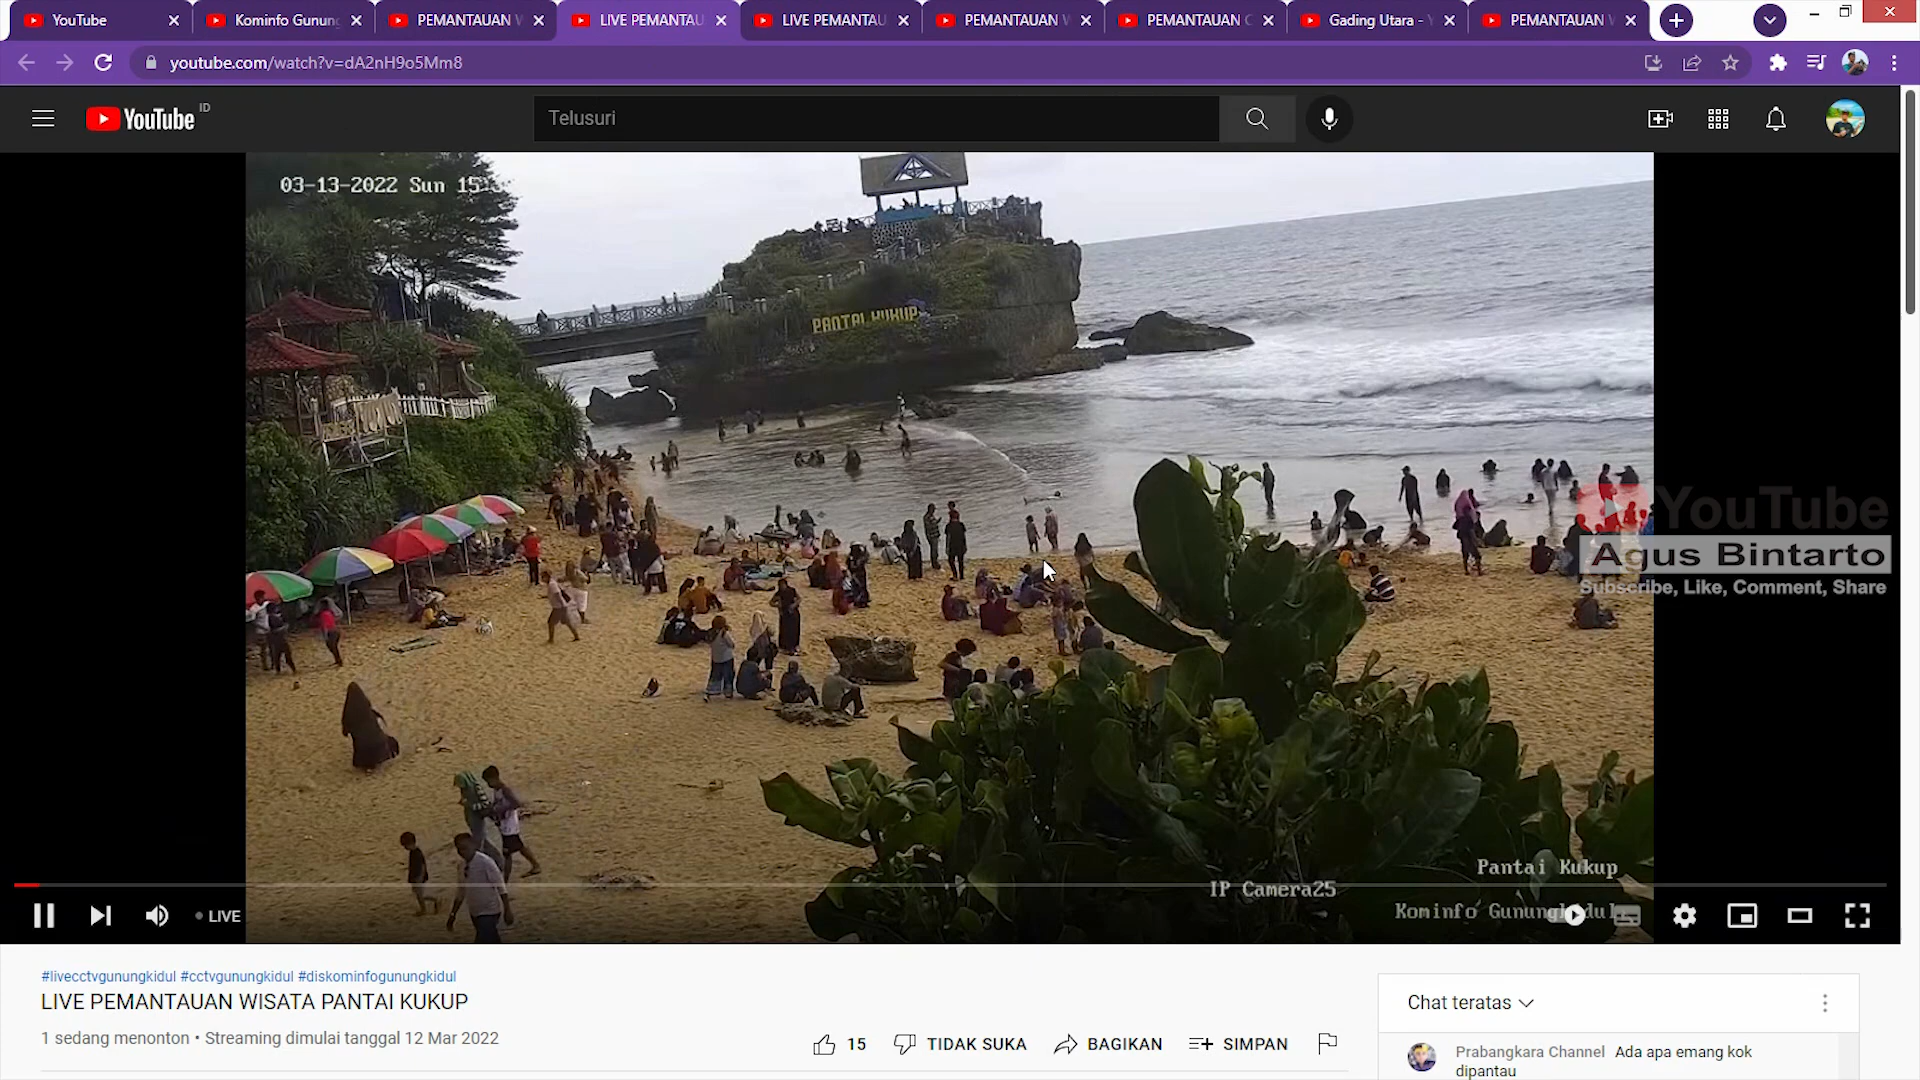 YouTube
Kominfo Gunung
PEMANTAUAN W
LIVE PEMANTAU
LIVE PEMANTAU
PEMANTAUAN W
PEMANTAUAN C
Gading Utara - Y
PEMANTAUAN W
youtube.com/watch?v=dA2nH9o5Mm8
YouTube ID
Telusuri
03-13-2022 Sun 15
PANTAI KUKUP
YouTube
Agus Bintarto
Subscribe, Like, Comment, Share
Pantai Kukup
IP Camera25
Kominfo Gunungkidul
LIVE
#livecctvgunungkidul #cctvgunungkidul #diskominfogunungkidul
LIVE PEMANTAUAN WISATA PANTAI KUKUP
1 sedang menonton • Streaming dimulai tanggal 12 Mar 2022
15
TIDAK SUKA
BAGIKAN
SIMPAN
Chat teratas
Prabangkara Channel Ada apa emang kok
dipantau